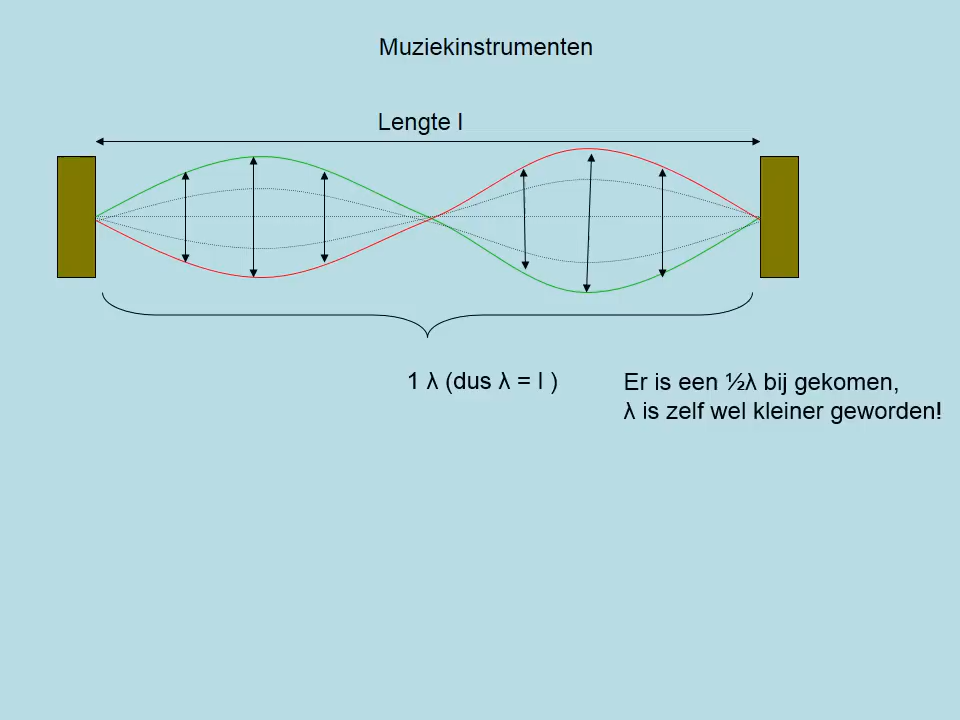 Muziekinstrumenten
Lengte l
1 λ (dus λ = l )
Er is een ½λ bij gekomen,
λ is zelf wel kleiner geworden!